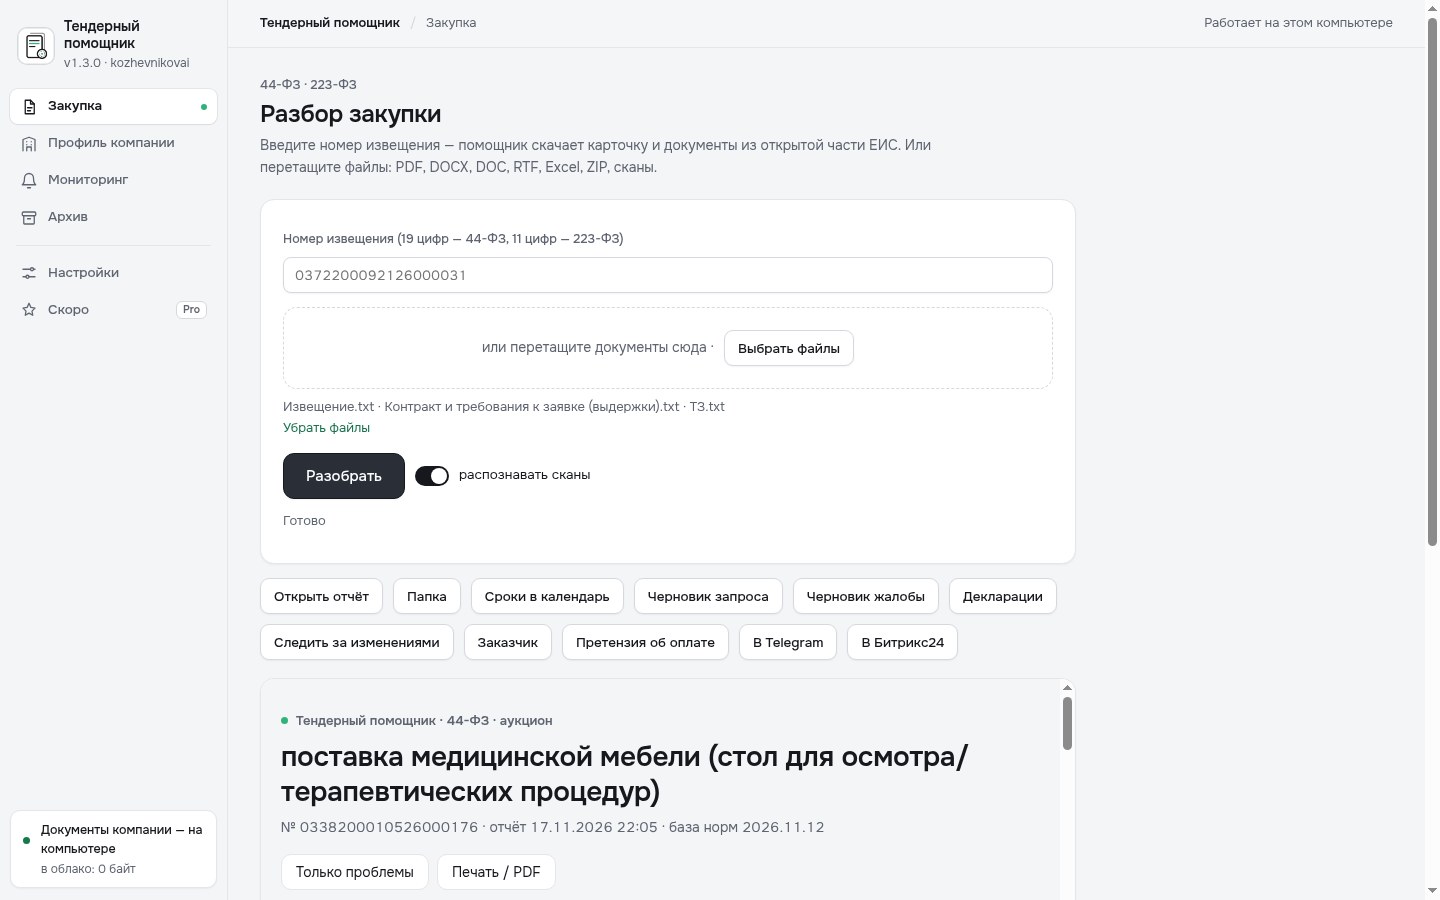 Тендерный
помощник
v1.3.0 · kozhevnikovai
Закупка
Профиль компании
Мониторинг
Архив
Настройки
Скоро
Pro
Документы компании — на
компьютере
в облако: 0 байт
Тендерный помощник / Закупка
Работает на этом компьютере
44-ФЗ · 223-ФЗ
Разбор закупки
Введите номер извещения — помощник скачает карточку и документы из открытой части ЕИС. Или
перетащите файлы: PDF, DOCX, DOC, RTF, Excel, ZIP, сканы.
Номер извещения (19 цифр — 44-ФЗ, 11 цифр — 223-ФЗ)
0372200092126000031
или перетащите документы сюда · Выбрать файлы
Извещение.txt · Контракт и требования к заявке (выдержки).txt · ТЗ.txt
Убрать файлы
Разобрать распознавать сканы
Готово
Открыть отчёт Папка Сроки в календарь Черновик запроса Черновик жалобы Декларации
Следить за изменениями Заказчик Претензия об оплате В Telegram В Битрикс24
Тендерный помощник · 44-ФЗ · аукцион
поставка медицинской мебели (стол для осмотра/
терапевтических процедур)
№ 0338200010526000176 · отчёт 17.11.2026 22:05 · база норм 2026.11.12
Только проблемы Печать / PDF